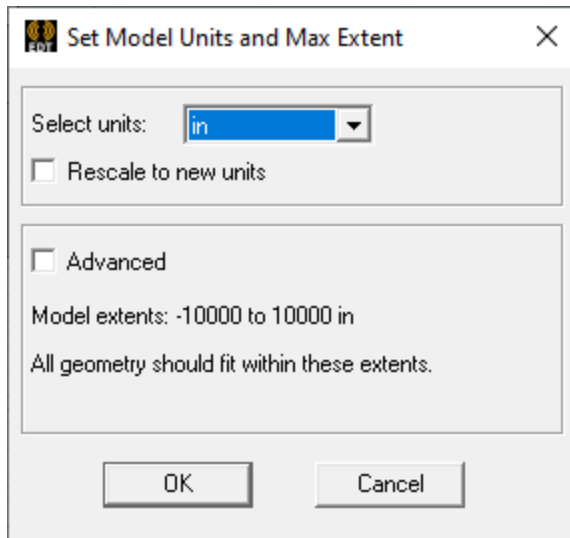 EDT Set Model Units and Max Extent
Select units: in
Rescale to new units
Advanced
Model extents: -10000 to 10000 in
All geometry should fit within these extents.
OK Cancel